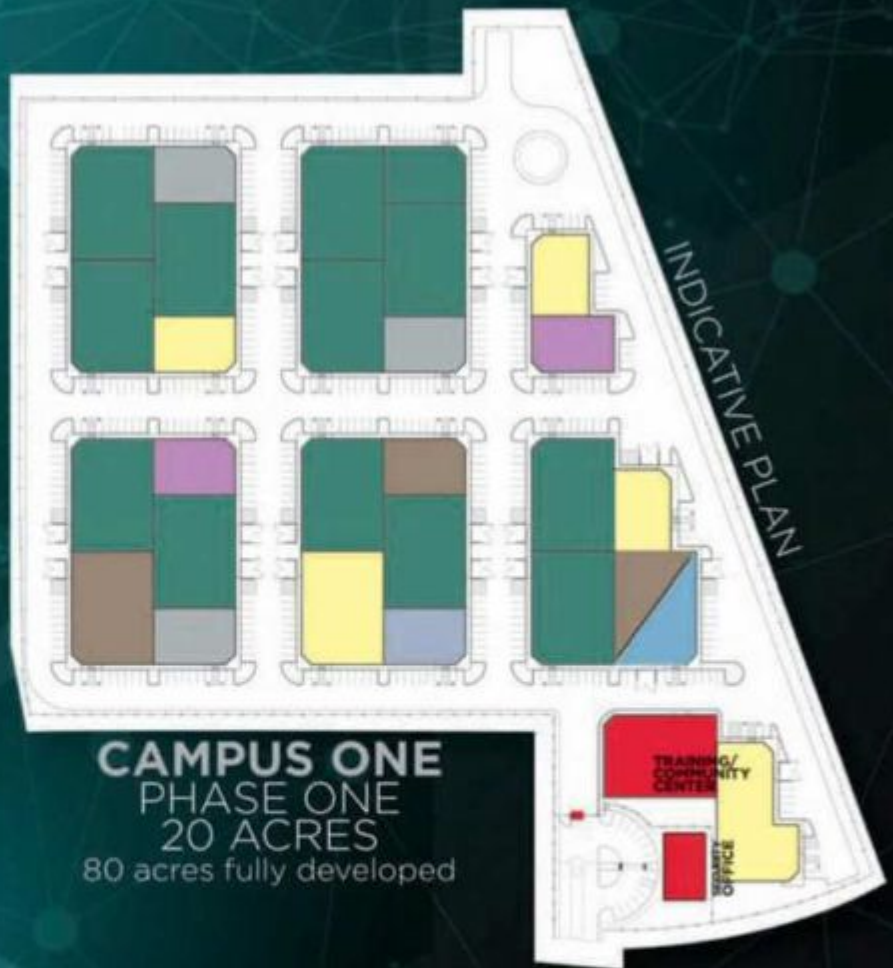 INDICATIVE PLAN
CAMPUS ONE
PHASE ONE
20 ACRES
80 acres fully developed
TRAINING/
COMMUNITY
CENTER
SECURITY
OFFICE